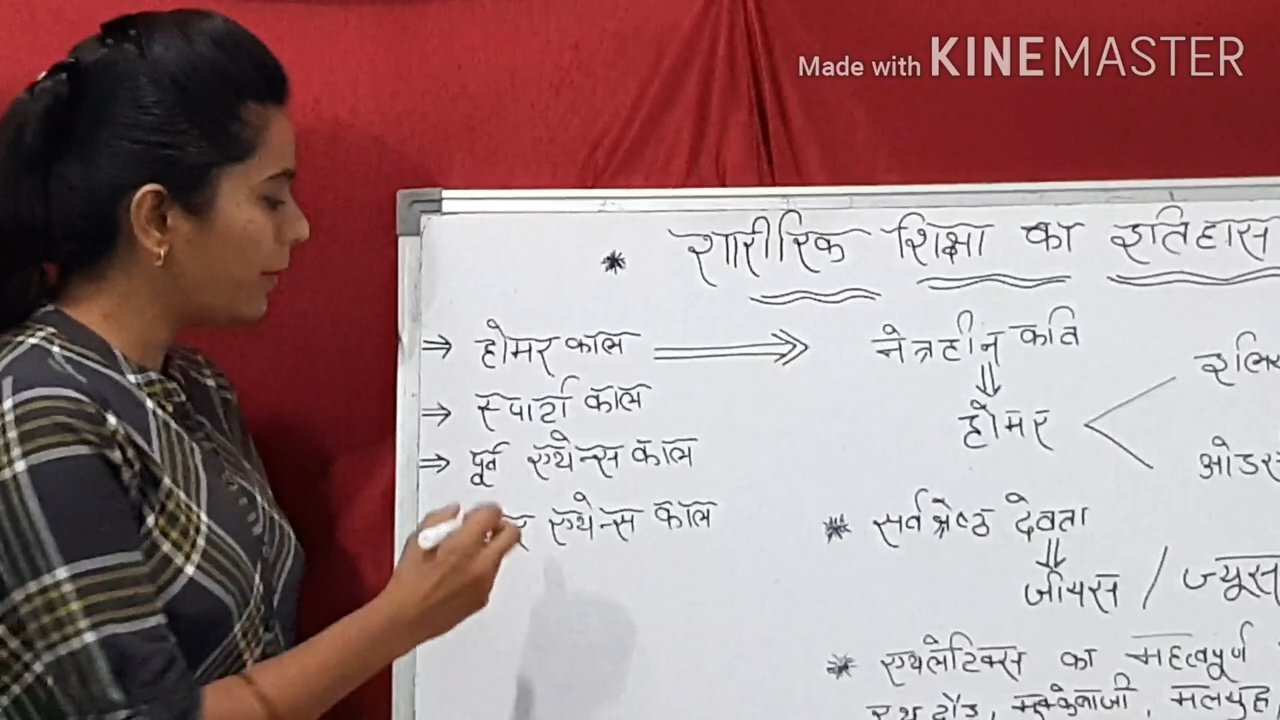 Made with KINEMASTER
* शारीरिक शिक्षा का इतिहास
⇒ होमर काल ⇒ नेत्रहीन कवि
⇓
होमर
⇒ स्पार्टा काल
⇒ पूर्व एथेन्स काल
एथेन्स काल
* सर्वश्रेष्ठ देवता
⇓
जीयस / ज्यूस
* एथलेटिक्स का महत्वपूर्ण
रथ दौड, मुक्केबाजी, मलयुद्ध,